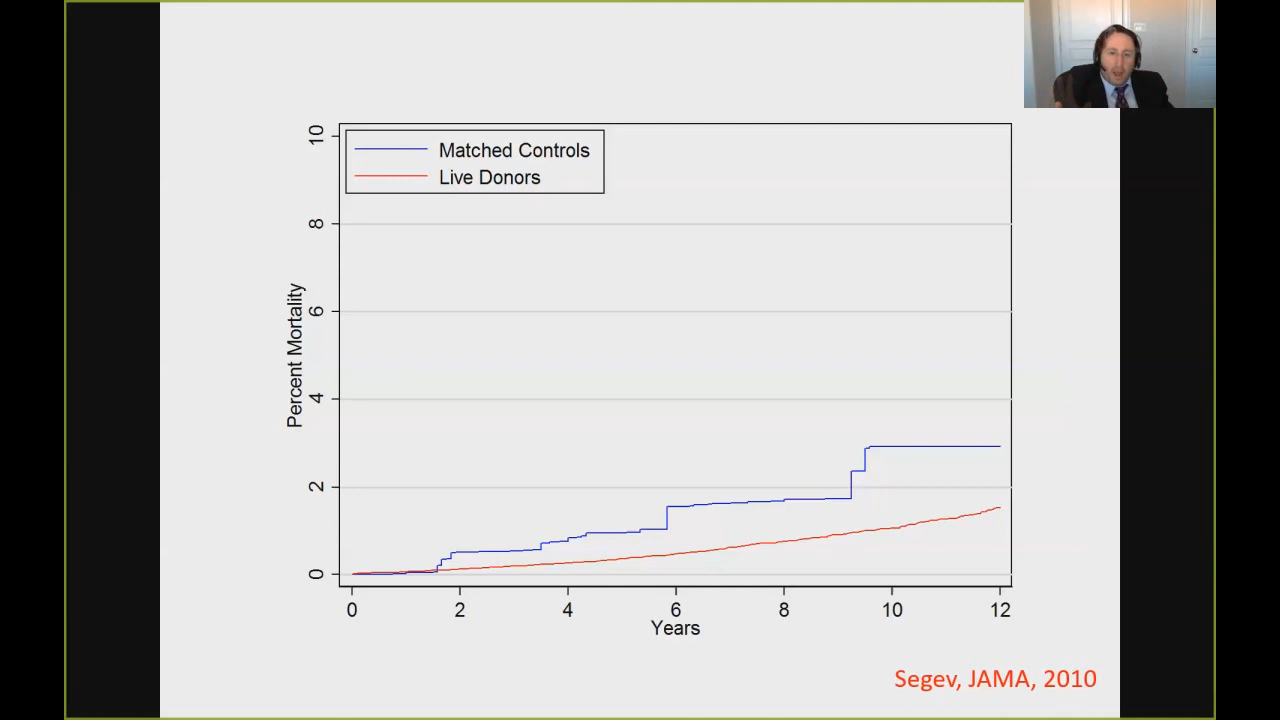 Matched Controls
Live Donors
Percent Mortality
10
8
6
4
2
0
0 2 4 6 8 10 12
Years
Segev, JAMA, 2010